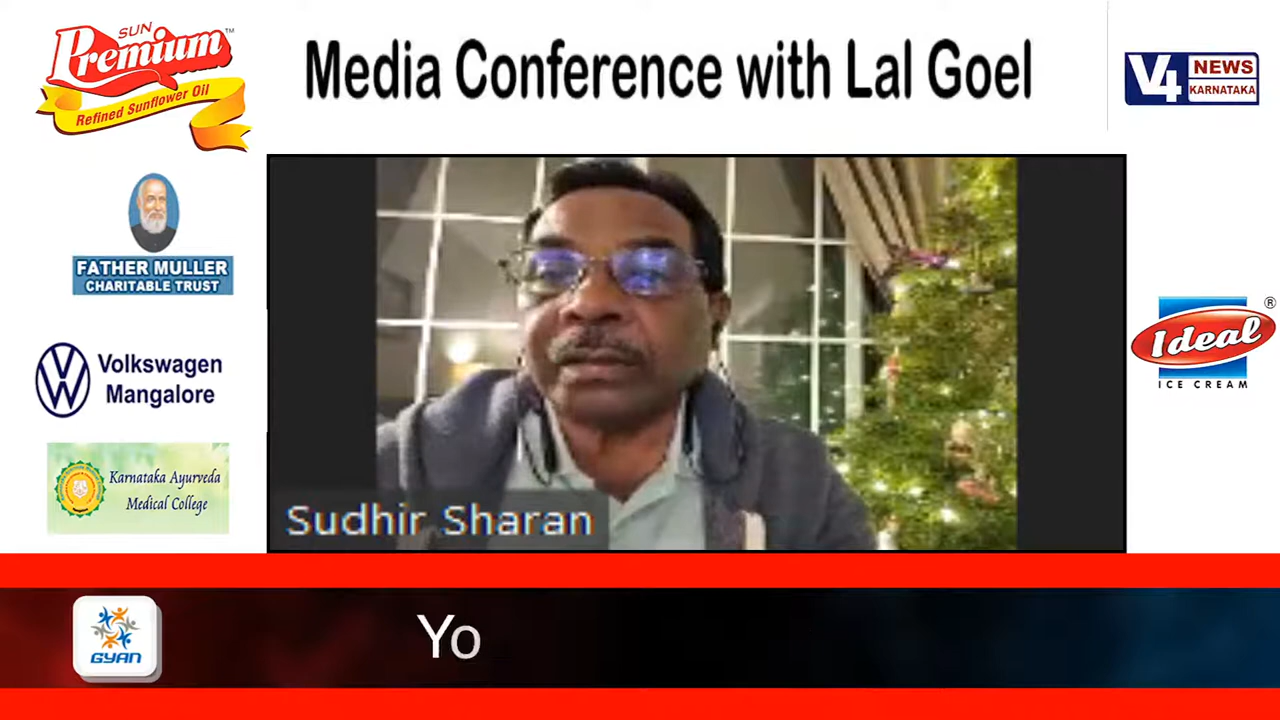 SUN
Premium™
Refined Sunflower Oil
Media Conference with Lal Goel
V4
NEWS
KARNATAKA
FATHER MULLER
CHARITABLE TRUST
Volkswagen
Mangalore
Karnataka Ayurveda
Medical College
Ideal®
ICE CREAM
Sudhir Sharan
GYAN
Yo